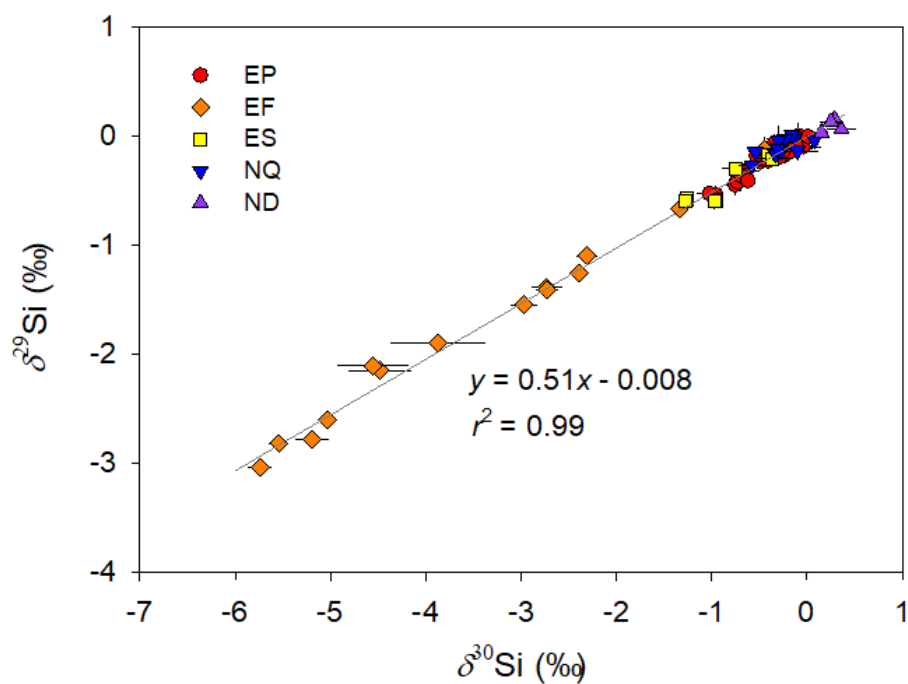 1
0
-1
-2
-3
-4
δ29Si (‰)
EP
EF
ES
NQ
ND
y = 0.51x - 0.008
r2 = 0.99
-7 -6 -5 -4 -3 -2 -1 0 1
δ30Si (‰)